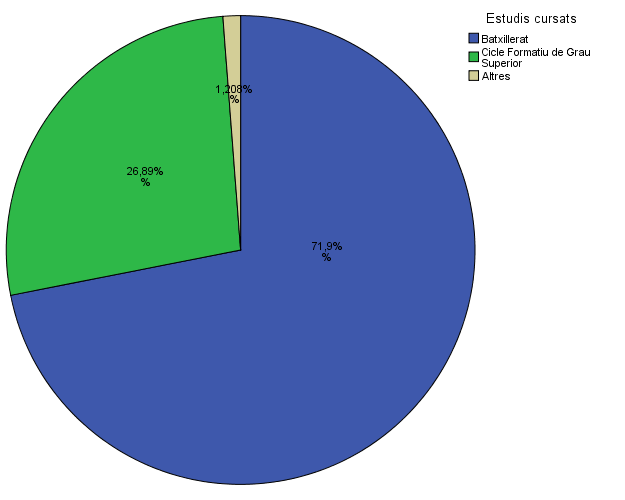 Estudis cursats
Batxillerat
Cicle Formatiu de Grau
Superior
Altres
1,208%
%
26,89%
%
71,9%
%